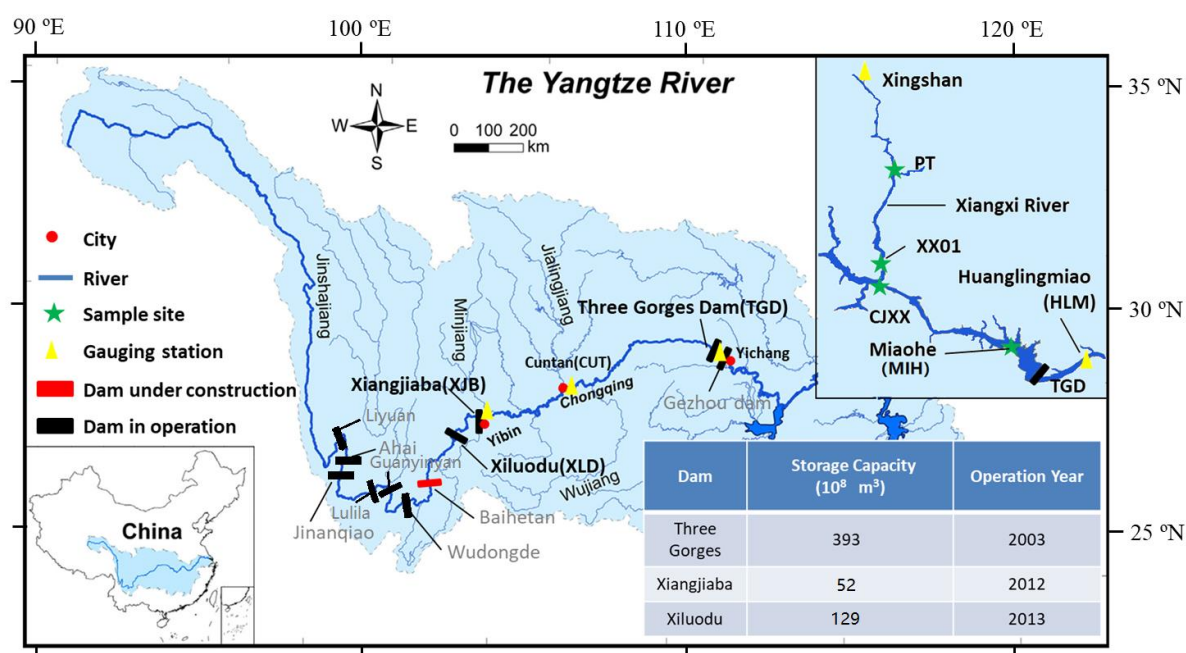 90 ºE
100 ºE
110 ºE
120 ºE
The Yangtze River
35 ºN
30 ºN
25 ºN
N
W
E
S
0 100 200
km
City
River
Sample site
Gauging station
Dam under construction
Dam in operation
Jinshajiang
Minjiang
Jialingjiang
Three Gorges Dam(TGD)
Yichang
Cuntan(CUT)
Chongqing
Gezhou dam
Xiangjiaba(XJB)
Yibin
Xiluodu(XLD)
Wujiang
Liyuan
Ahai
Guanyinyan
Lulila
Jinanqiao
Baihetan
Wudongde
China
Xingshan
PT
Xiangxi River
XX01
Huanglingmiao
(HLM)
CJXX
Miaohe
(MIH)
TGD
Dam Storage Capacity Operation Year
(10⁸ m³)
Three Gorges 393 2003
Xiangjiaba 52 2012
Xiluodu 129 2013